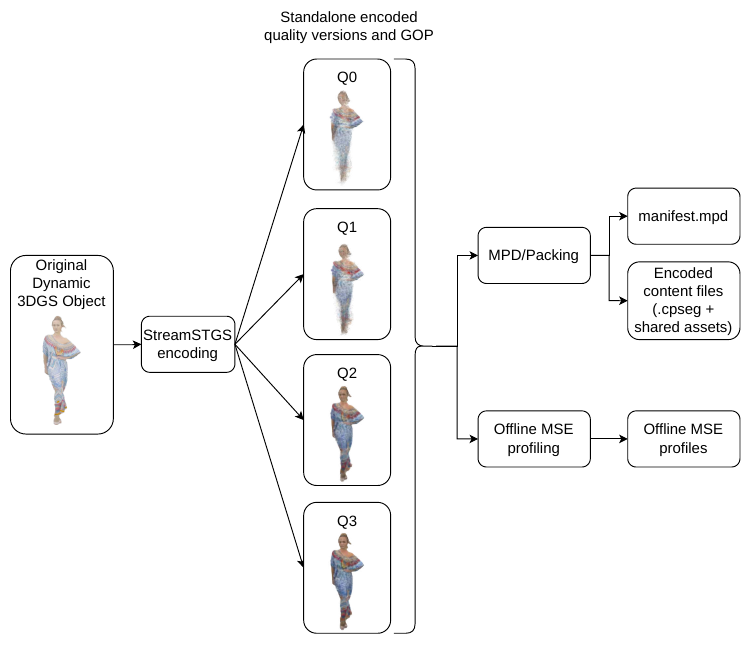 Standalone encoded
quality versions and GOP
Q0
Q1
Q2
Q3
Original
Dynamic
3DGS Object
StreamSTGS
encoding
MPD/Packing
manifest.mpd
Encoded
content files
(.cpseg +
shared assets)
Offline MSE
profiling
Offline MSE
profiles